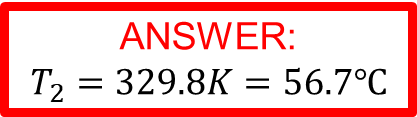 ANSWER:
T₂ = 329.8K = 56.7°C